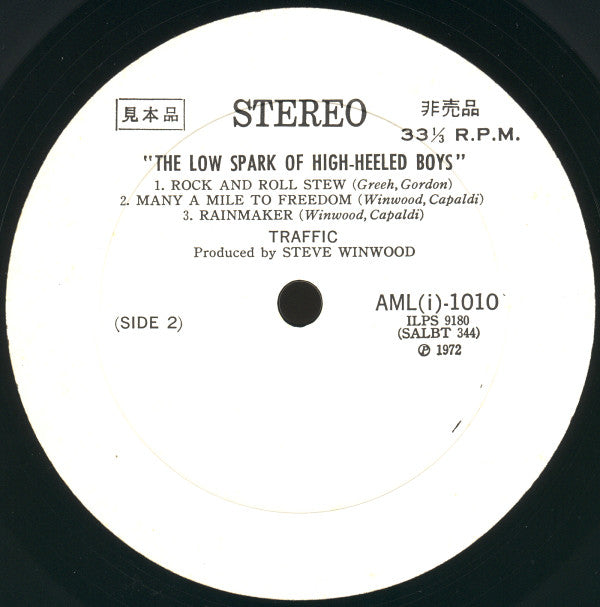 見本品 STEREO 非売品
33⅓ R.P.M.
"THE LOW SPARK OF HIGH-HEELED BOYS"
1. ROCK AND ROLL STEW (Greeh, Gordon)
2. MANY A MILE TO FREEDOM (Winwood, Capaldi)
3. RAINMAKER (Winwood, Capaldi)
TRAFFIC
Produced by STEVE WINWOOD
(SIDE 2) AML(i)-1010
ILPS 9180
(SALBT 344)
Ⓟ 1972